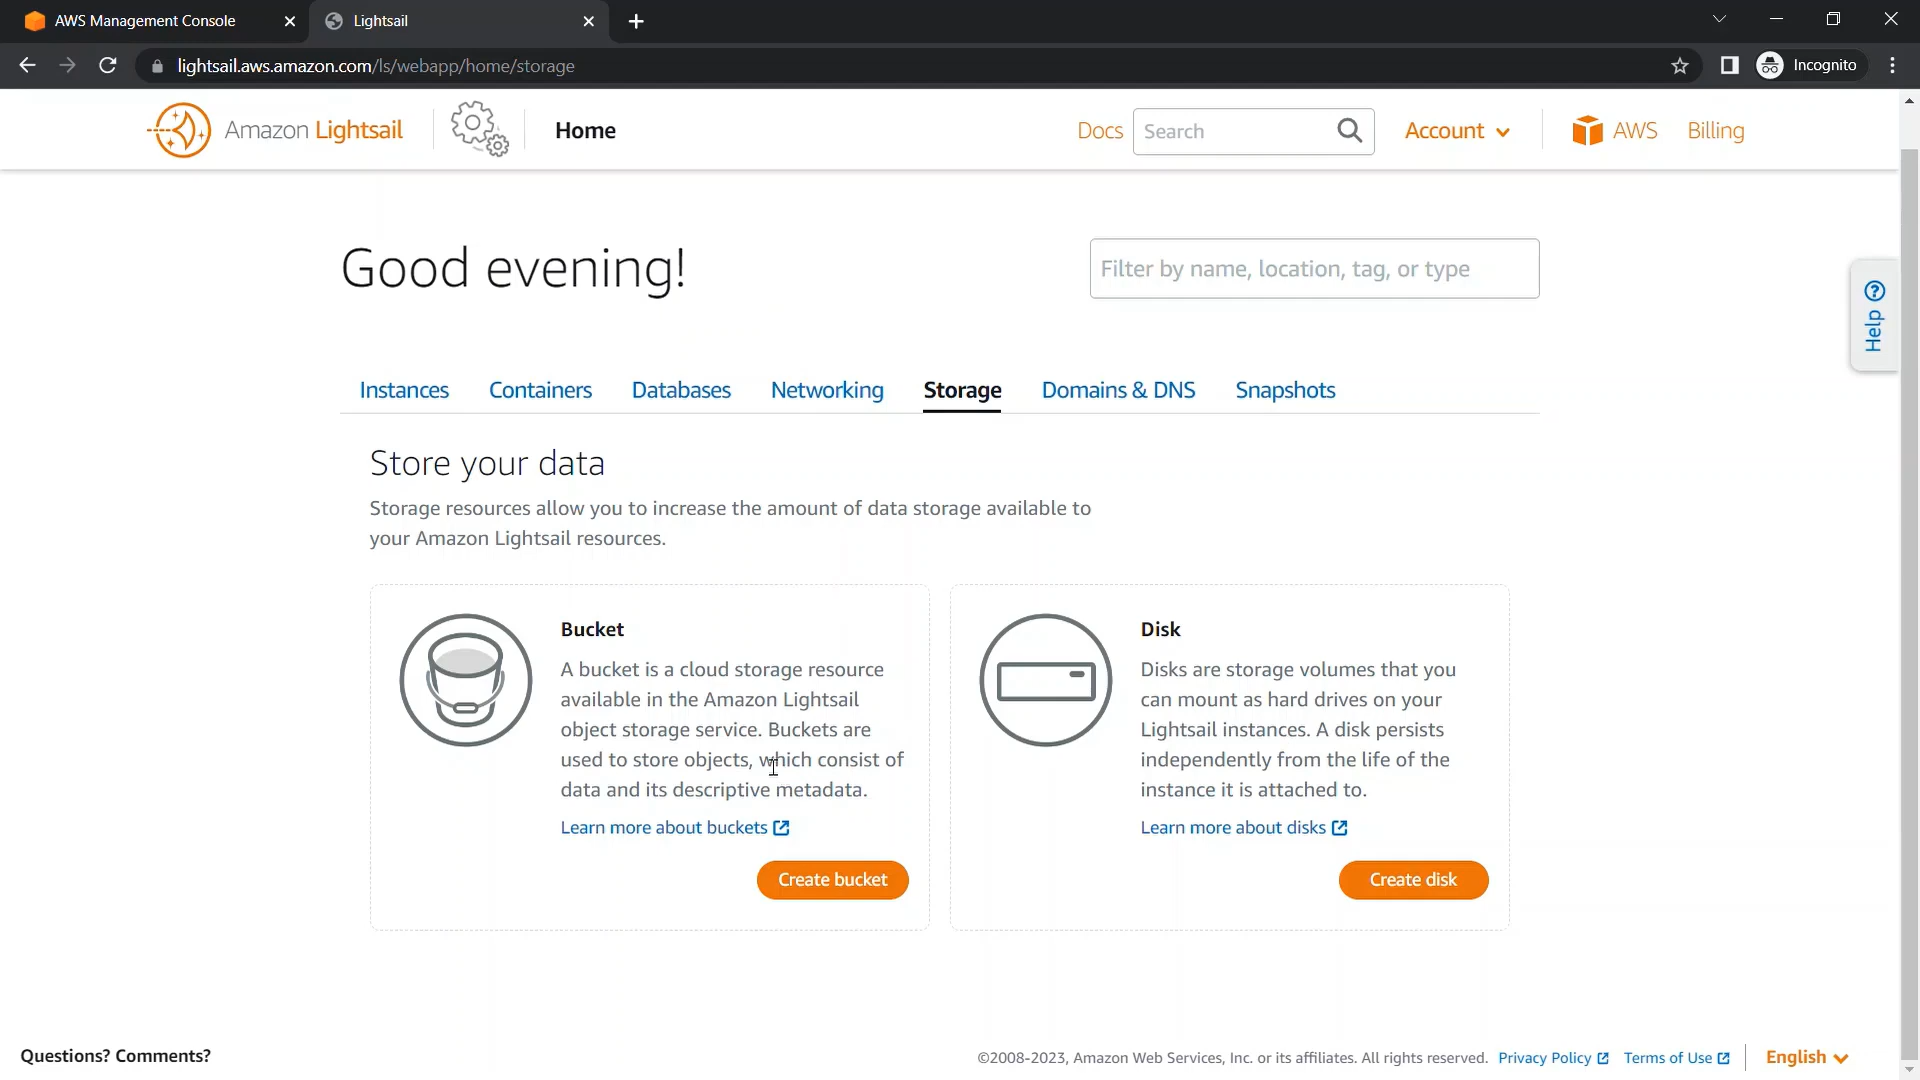 AWS Management Console
Lightsail
lightsail.aws.amazon.com/ls/webapp/home/storage
Incognito
Amazon Lightsail
Home
Docs
Search
Account
AWS
Billing
Good evening!
Filter by name, location, tag, or type
Help
Instances
Containers
Databases
Networking
Storage
Domains & DNS
Snapshots
Store your data
Storage resources allow you to increase the amount of data storage available to
your Amazon Lightsail resources.
Bucket
A bucket is a cloud storage resource
available in the Amazon Lightsail
object storage service. Buckets are
used to store objects, which consist of
data and its descriptive metadata.
Learn more about buckets
Create bucket
Disk
Disks are storage volumes that you
can mount as hard drives on your
Lightsail instances. A disk persists
independently from the life of the
instance it is attached to.
Learn more about disks
Create disk
Questions? Comments?
©2008-2023, Amazon Web Services, Inc. or its affiliates. All rights reserved.
Privacy Policy
Terms of Use
English